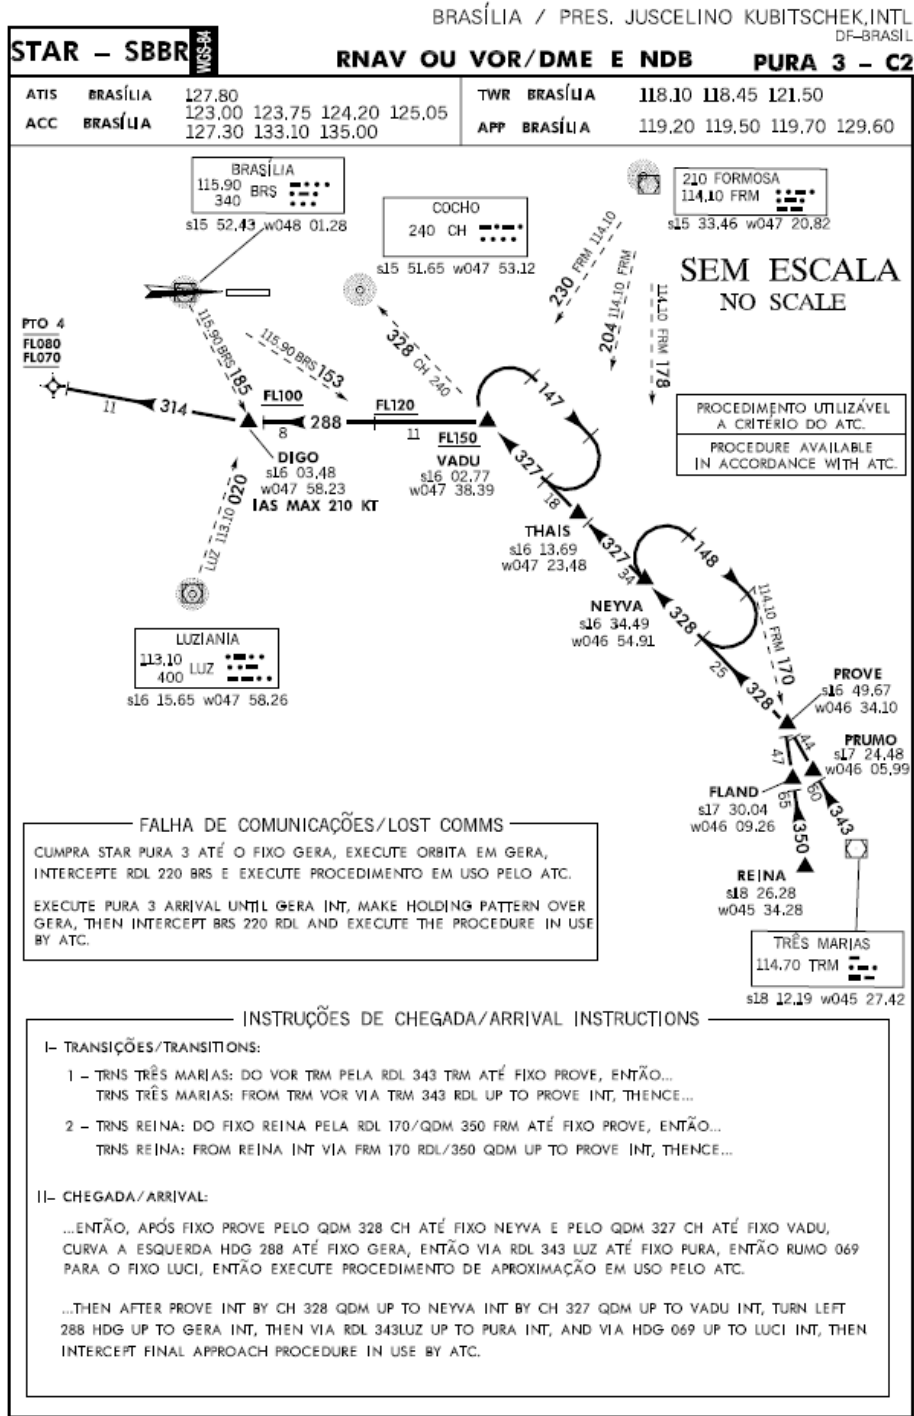 BRASÍLIA / PRES. JUSCELINO KUBITSCHEK,INTL
DF–BRASIL
STAR – SBBR
WGS-84
RNAV OU VOR/DME E NDB
PURA 3 – C2
ATIS BRASÍLIA 127.80
ACC BRASÍLIA 123.00 123.75 124.20 125.05
127.30 133.10 135.00
TWR BRASÍLIA 118.10 118.45 121.50
APP BRASÍLIA 119.20 119.50 119.70 129.60
BRASÍLIA
115.90 BRS
340
s15 52.43 w048 01.28
COCHO
240 CH
s15 51.65 w047 53.12
210 FORMOSA
114.10 FRM
s15 33.46 w047 20.82
SEM ESCALA
NO SCALE
230 FRM 114.10
204 114.10 FRM
114.10 FRM 178
PROCEDIMENTO UTILIZÁVEL
A CRITÉRIO DO ATC.
PROCEDURE AVAILABLE
IN ACCORDANCE WITH ATC.
PTO 4
FL080
FL070
11
314
115.90 BRS 185
115.90 BRS 153
328 CH 240
FL100
8
288
FL120
11
FL150
DIGO
s16 03.48
w047 58.23
IAS MAX 210 KT
VADU
s16 02.77
w047 38.39
147
327
18
THAIS
s16 13.69
w047 23.48
327
34
148
NEYVA
s16 34.49
w046 54.91
328
25
328
114.10 FRM 170
LUZ 113.10 020
LUZIANIA
113.10 LUZ
400
s16 15.65 w047 58.26
PROVE
s16 49.67
w046 34.10
44
47
PRUMO
s17 24.48
w046 05.99
FLAND
s17 30.04
w046 09.26
60
65
343
350
REINA
s18 26.28
w045 34.28
TRÊS MARIAS
114.70 TRM
s18 12.19 w045 27.42
FALHA DE COMUNICAÇÕES/LOST COMMS
CUMPRA STAR PURA 3 ATÉ O FIXO GERA, EXECUTE ORBITA EM GERA,
INTERCEPTE RDL 220 BRS E EXECUTE PROCEDIMENTO EM USO PELO ATC.
EXECUTE PURA 3 ARRIVAL UNTIL GERA INT, MAKE HOLDING PATTERN OVER
GERA, THEN INTERCEPT BRS 220 RDL AND EXECUTE THE PROCEDURE IN USE
BY ATC.
INSTRUÇÕES DE CHEGADA/ARRIVAL INSTRUCTIONS
I– TRANSIÇÕES/TRANSITIONS:
1 – TRNS TRÊS MARIAS: DO VOR TRM PELA RDL 343 TRM ATÉ FIXO PROVE, ENTÃO...
TRNS TRÊS MARIAS: FROM TRM VOR VIA TRM 343 RDL UP TO PROVE INT, THENCE...
2 – TRNS REINA: DO FIXO REINA PELA RDL 170/QDM 350 FRM ATÉ FIXO PROVE, ENTÃO...
TRNS REINA: FROM REINA INT VIA FRM 170 RDL/350 QDM UP TO PROVE INT, THENCE...
II– CHEGADA/ARRIVAL:
...ENTÃO, APÓS FIXO PROVE PELO QDM 328 CH ATÉ FIXO NEYVA E PELO QDM 327 CH ATÉ FIXO VADU,
CURVA A ESQUERDA HDG 288 ATÉ FIXO GERA, ENTÃO VIA RDL 343 LUZ ATÉ FIXO PURA, ENTÃO RUMO 069
PARA O FIXO LUCI, ENTÃO EXECUTE PROCEDIMENTO DE APROXIMAÇÃO EM USO PELO ATC.
...THEN AFTER PROVE INT BY CH 328 QDM UP TO NEYVA INT BY CH 327 QDM UP TO VADU INT, TURN LEFT
288 HDG UP TO GERA INT, THEN VIA RDL 343LUZ UP TO PURA INT, AND VIA HDG 069 UP TO LUCI INT, THEN
INTERCEPT FINAL APPROACH PROCEDURE IN USE BY ATC.